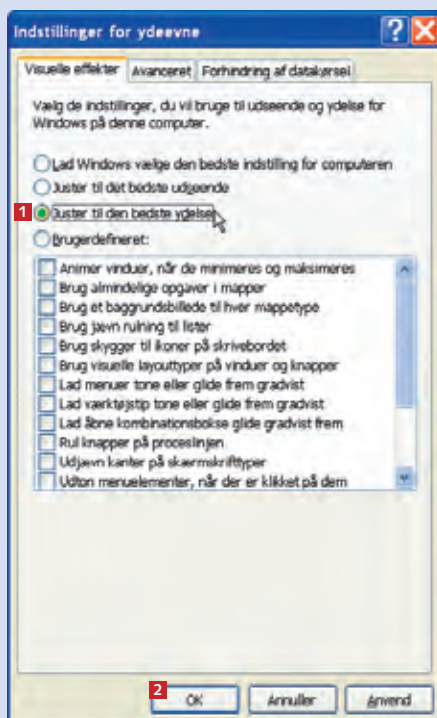 Indstillinger for ydeevne
Visuelle effekter Avanceret Forhindring af datakørsel
Vælg de indstillinger, du vil bruge til udseende og ydelse for
Windows på denne computer.
Lad Windows vælge den bedste indstilling for computeren
Juster til det bedste udseende
1 Juster til den bedste ydelse
Brugerdefineret:
Animer vinduer, når de minimeres og maksimeres
Brug almindelige opgaver i mapper
Brug et baggrundsbillede til hver mappetype
Brug jævn rulning til lister
Brug skygger til ikoner på skrivebordet
Brug visuelle layouttyper på vinduer og knapper
Lad menuer tone eller glide frem gradvist
Lad værktøjstip tone eller glide frem gradvist
Lad åbne kombinationsbokse glide gradvist frem
Rul knapper på proceslinjen
Udjævn kanter på skærmskrifttyper
Udton menuelementer, når der er klikket på dem
2 OK Annuller Anvend